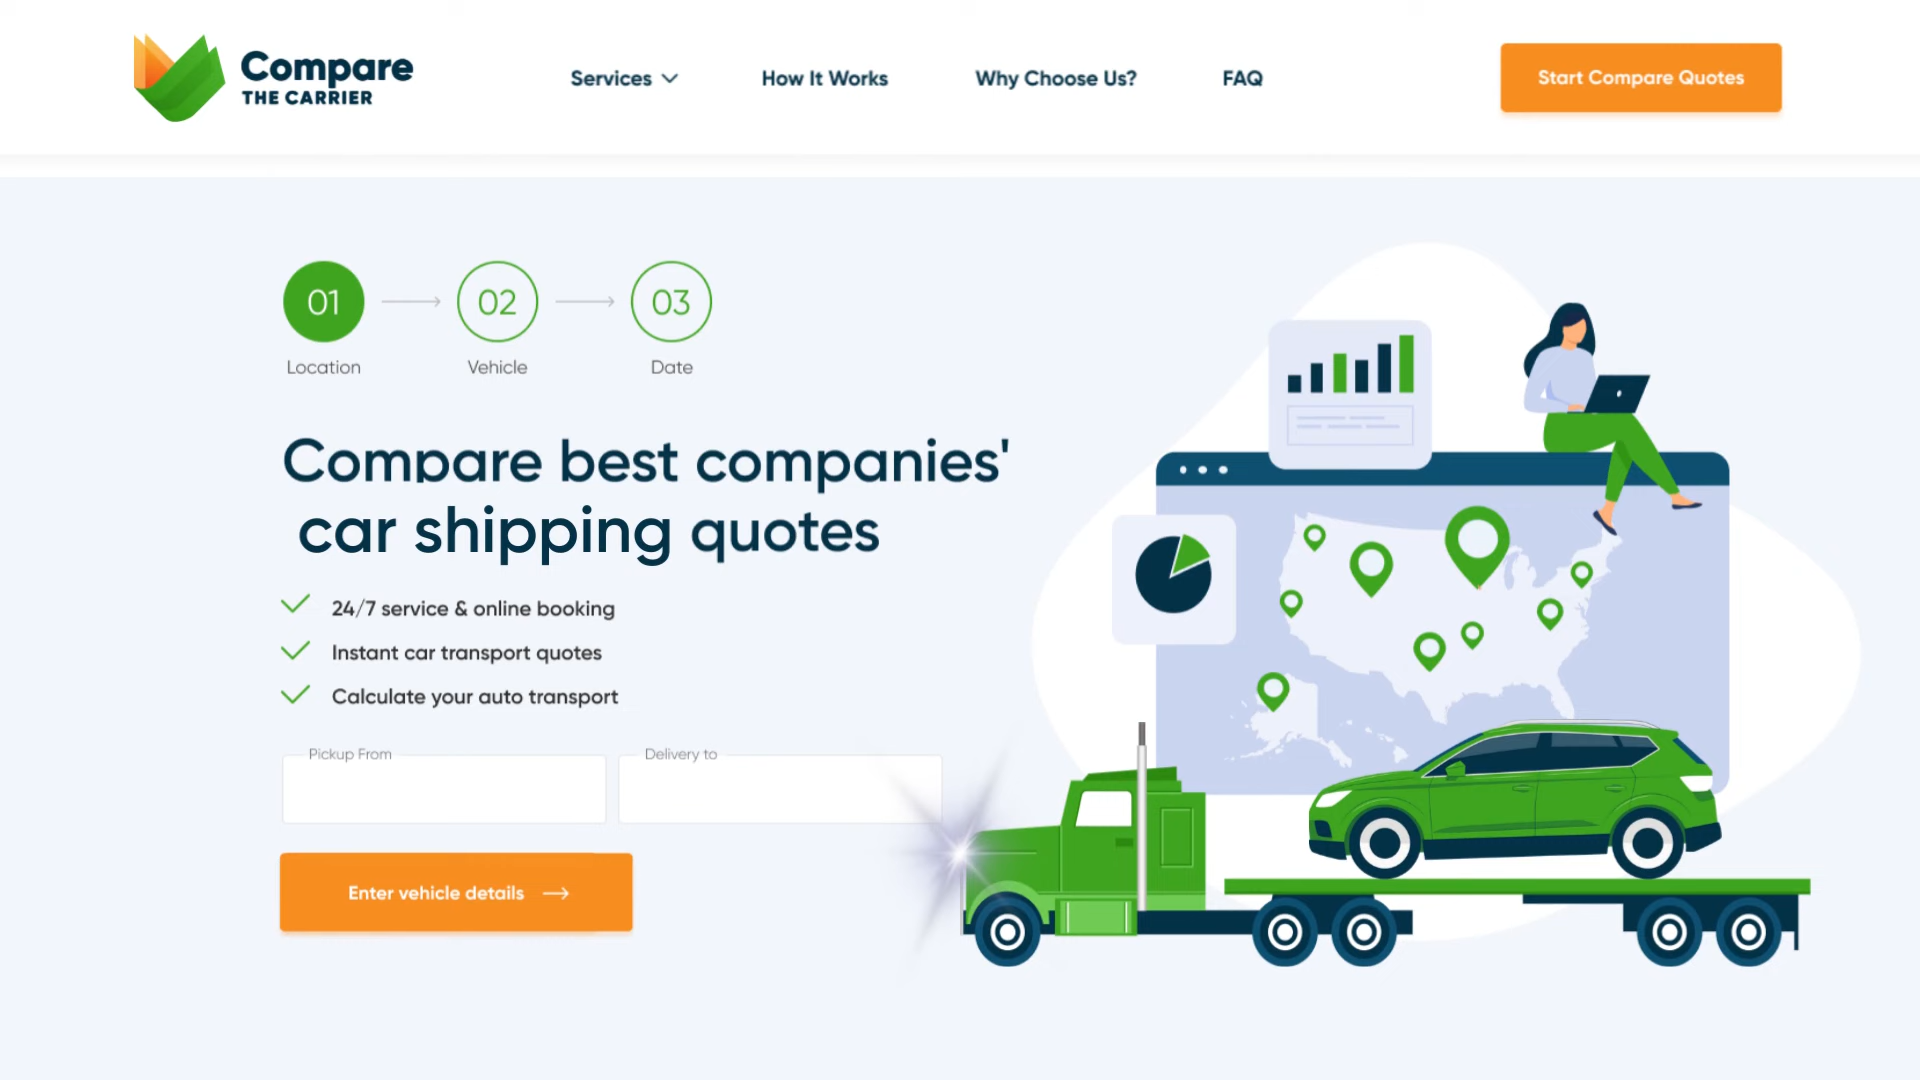 Compare
THE CARRIER
Services
How It Works
Why Choose Us?
FAQ
Start Compare Quotes
01
02
03
Location
Vehicle
Date
Compare best companies'
car shipping quotes
24/7 service & online booking
Instant car transport quotes
Calculate your auto transport
Pickup From
Delivery to
Enter vehicle details